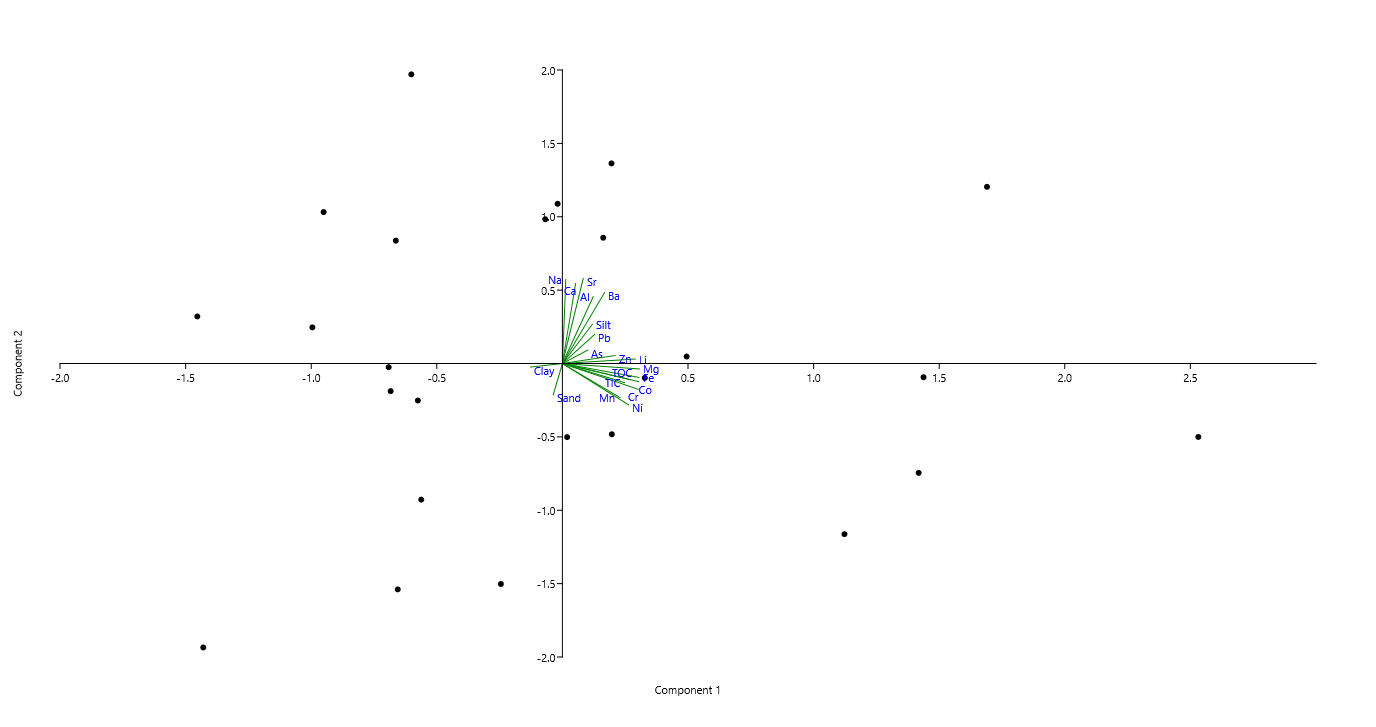 2.0
1.5
1.0
0.5
Na
Sr
Ca
Al
Ba
Silt
Pb
As
Zn
Li
Clay
TOC
Mg
Fe
TIC
Co
Sand
Mn
Cr
Ni
-2.0
-1.5
-1.0
-0.5
0.5
1.0
1.5
2.0
2.5
-0.5
-1.0
-1.5
-2.0
Component 2
Component 1